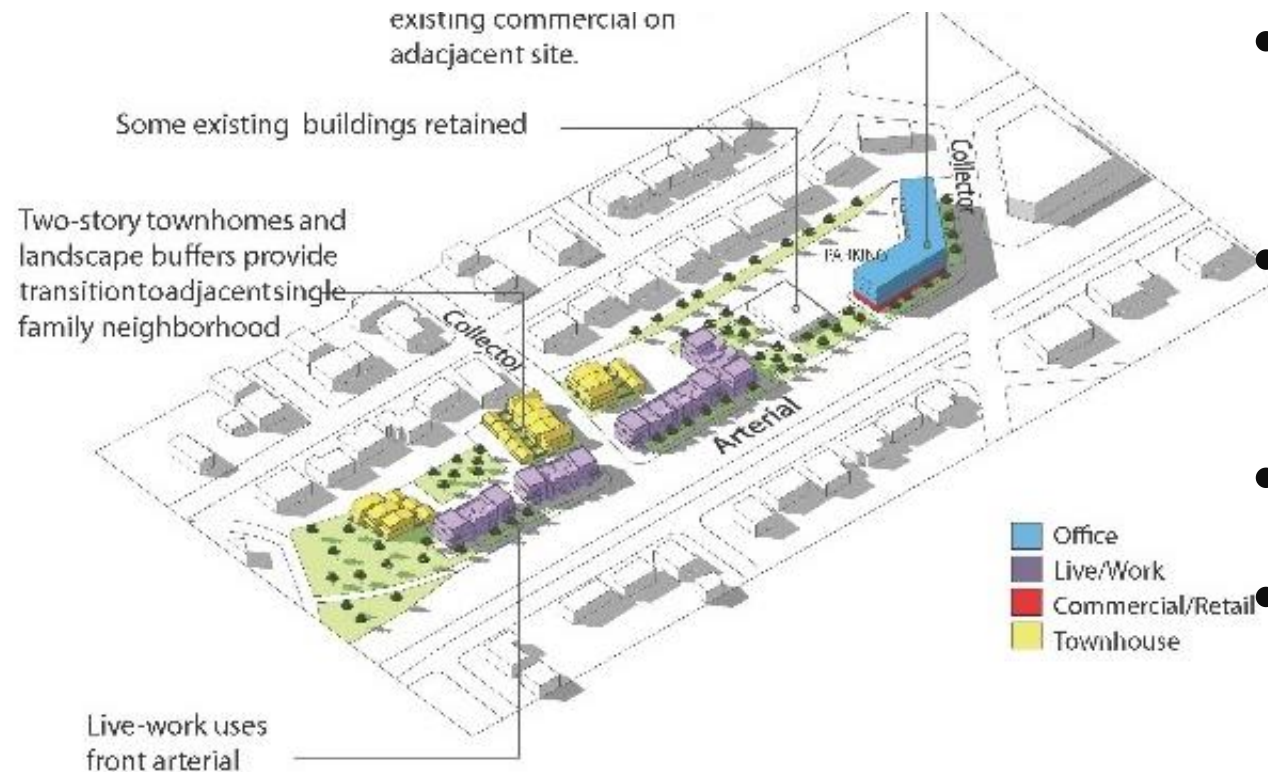 existing commercial on
adacjacent site.
Some existing buildings retained
Two-story townhomes and
landscape buffers provide
transitiontoadjacentsingle
family neighborhood
Collector
PARKING
Collector
Arterial
Office
Live/Work
Commercial/Retail
Townhouse
Live-work uses
front arterial